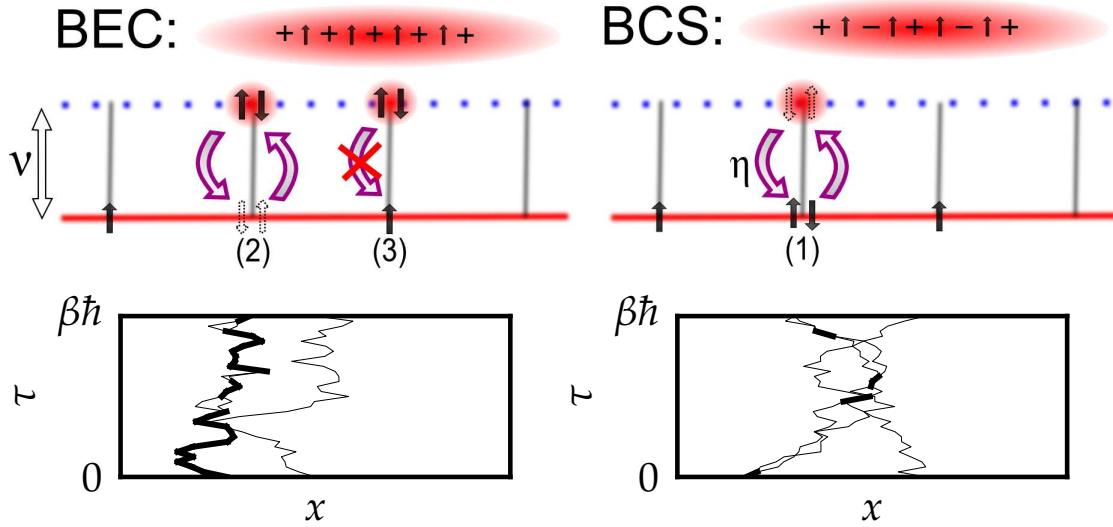 BEC:
+ ↑ + ↑ + ↑ + ↑ +
ν
(2)
(3)
βħ
τ
0
x
BCS:
+ ↑ − ↑ + ↑ − ↑ +
η
(1)
βħ
τ
0
x